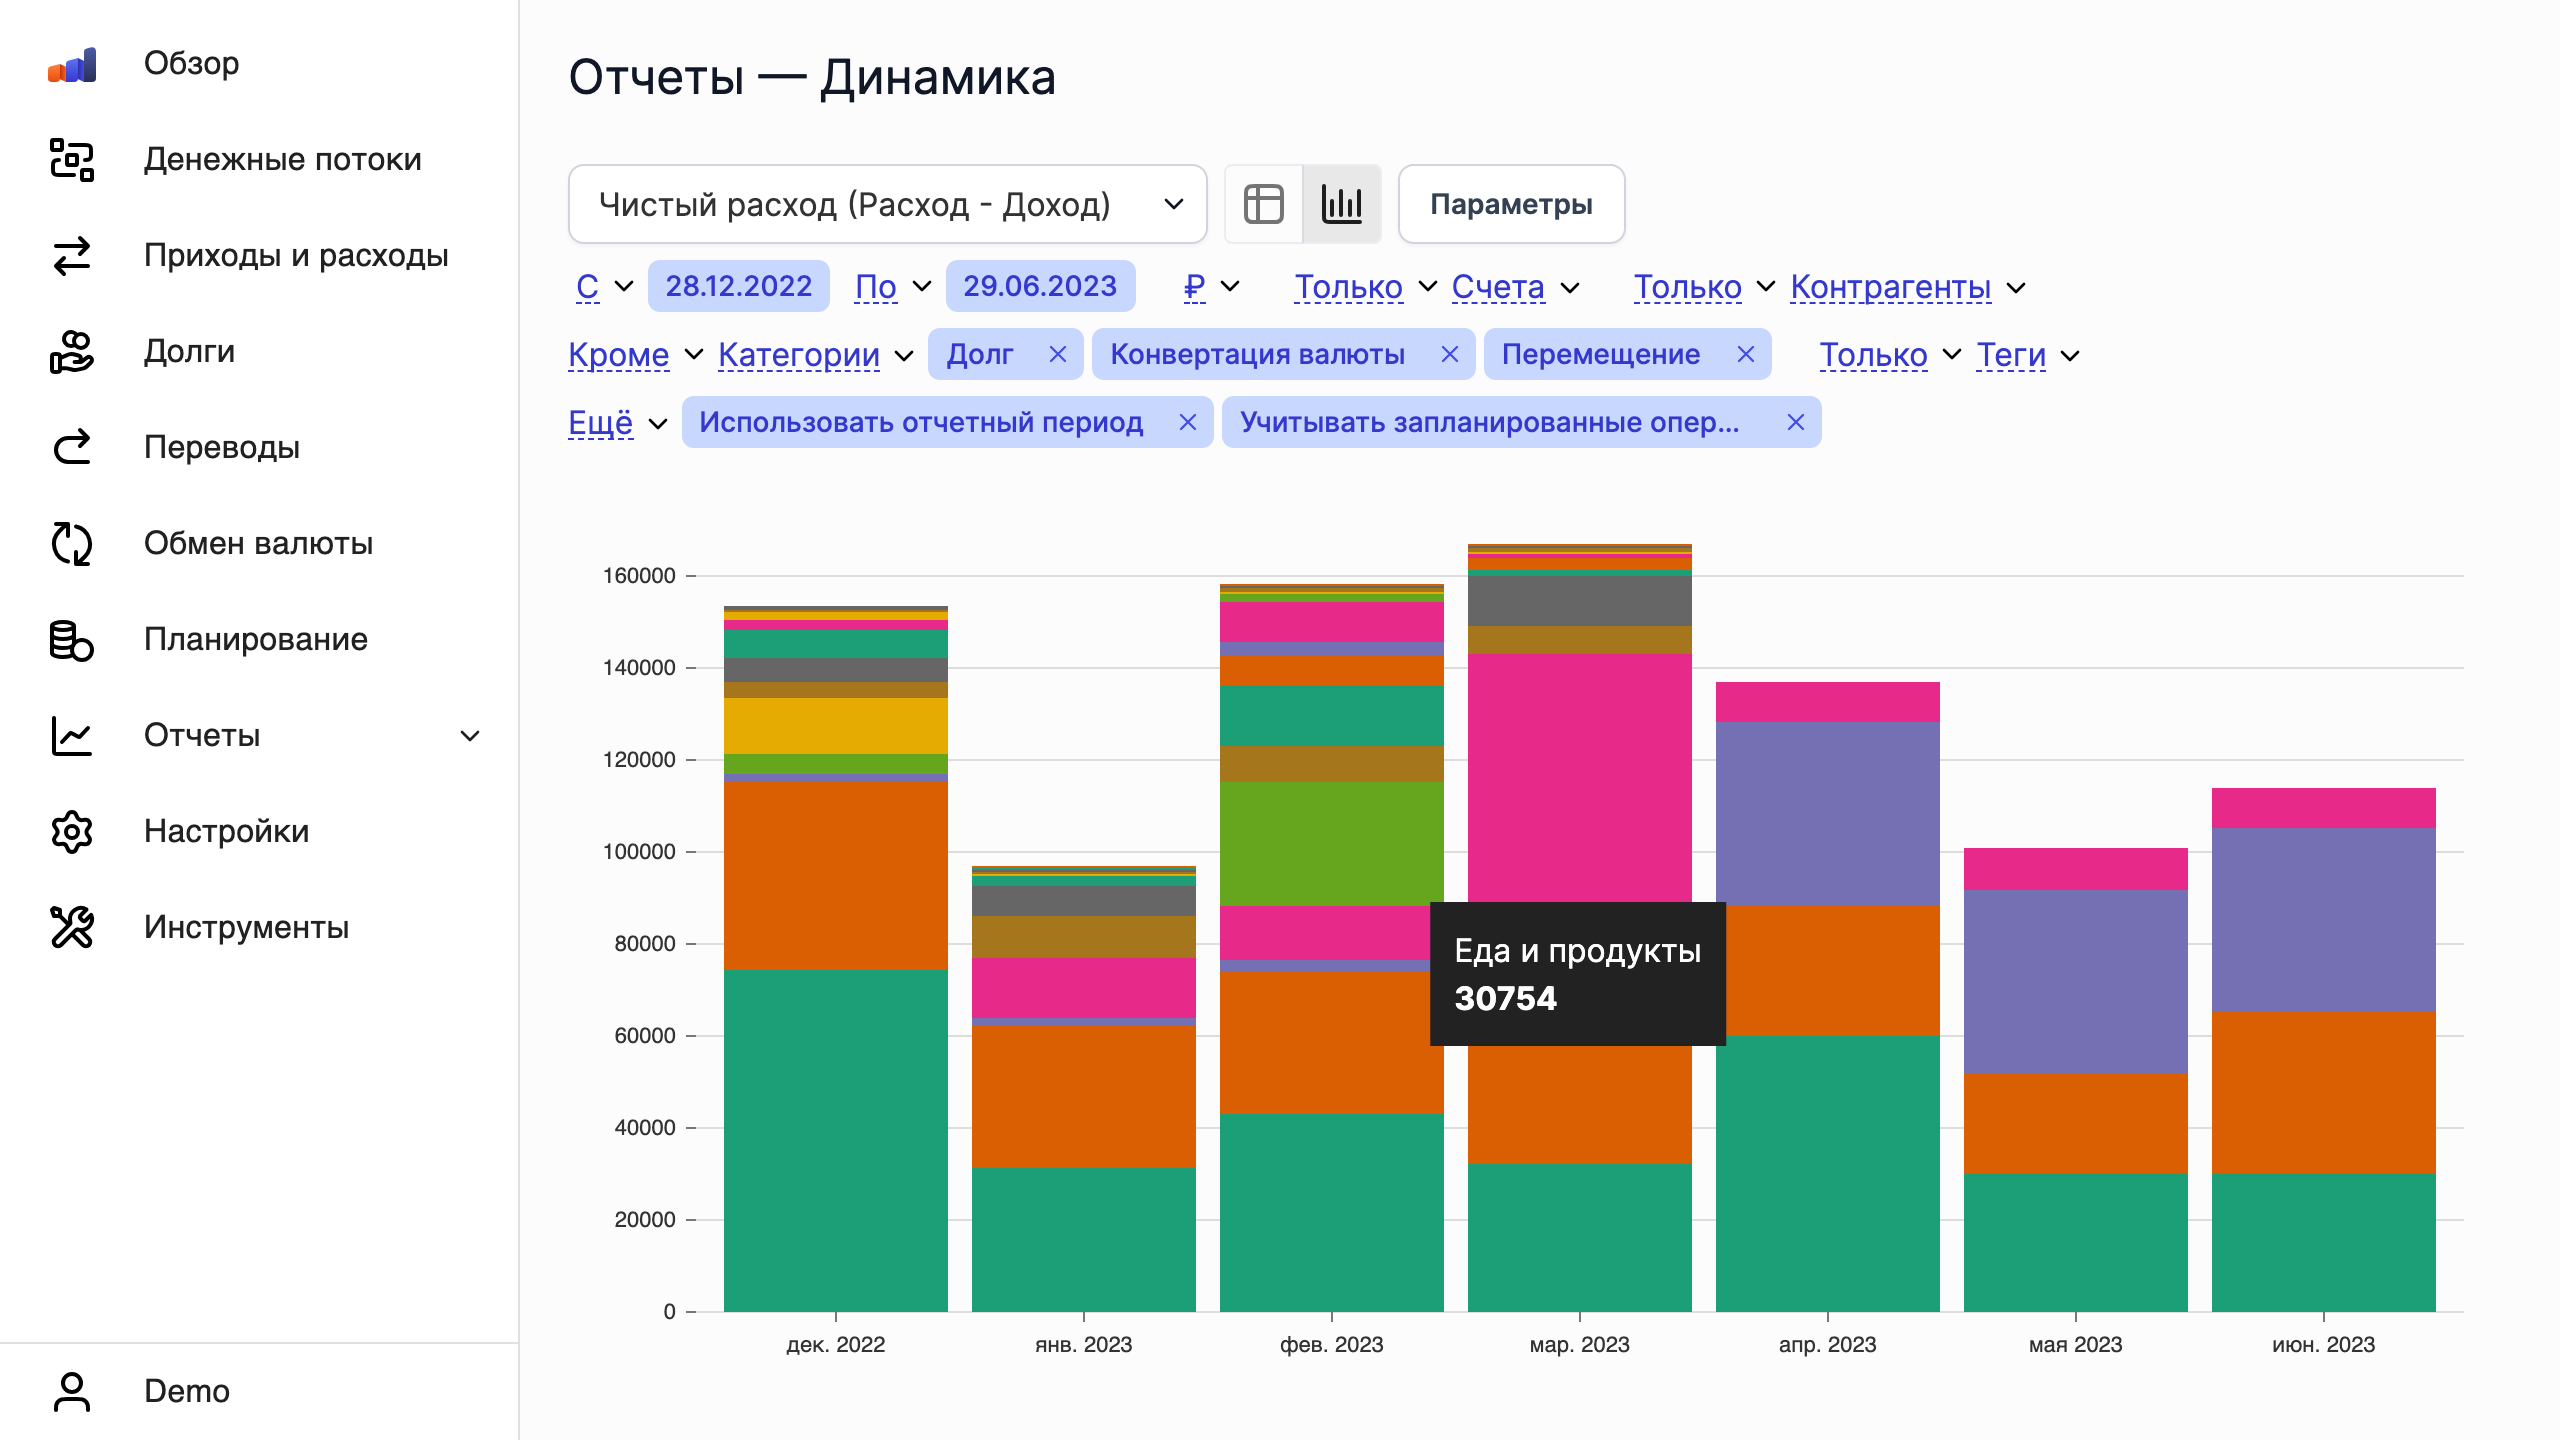 Обзор
Денежные потоки
Приходы и расходы
Долги
Переводы
Обмен валюты
Планирование
Отчеты
Настройки
Инструменты
Demo
Отчеты — Динамика
Чистый расход (Расход - Доход)
Параметры
С 28.12.2022 По 29.06.2023 ₽ Только Счета Только Контрагенты
Кроме Категории Долг Конвертация валюты Перемещение Только Теги
Ещё Использовать отчетный период Учитывать запланированные опер...
160000
140000
120000
100000
80000
60000
40000
20000
0
Еда и продукты
30754
дек. 2022 янв. 2023 фев. 2023 мар. 2023 апр. 2023 мая 2023 июн. 2023